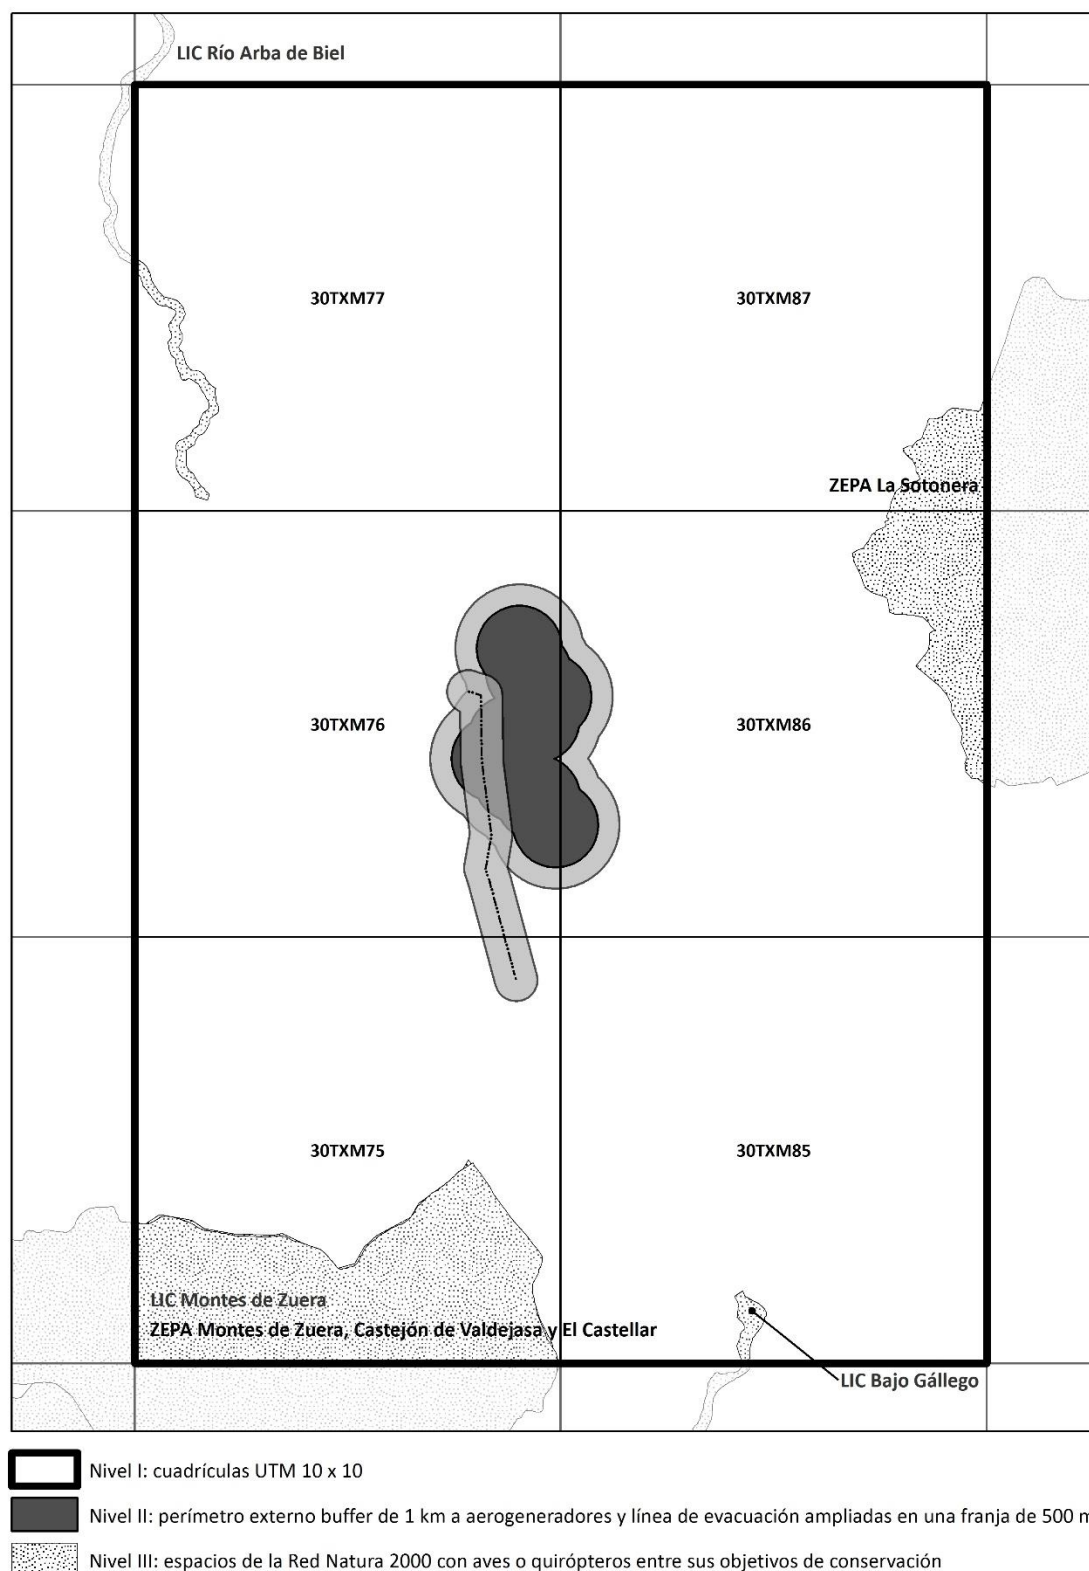 LIC Río Arba de Biel
30TXM77
30TXM87
ZEPA La Sotonera
30TXM76
30TXM86
30TXM75
30TXM85
LIC Montes de Zuera
ZEPA Montes de Zuera, Castejón de Valdejasa y El Castellar
LIC Bajo Gállego
Nivel I: cuadrículas UTM 10 x 10
Nivel II: perímetro externo buffer de 1 km a aerogeneradores y línea de evacuación ampliadas en una franja de 500 m
Nivel III: espacios de la Red Natura 2000 con aves o quirópteros entre sus objetivos de conservación